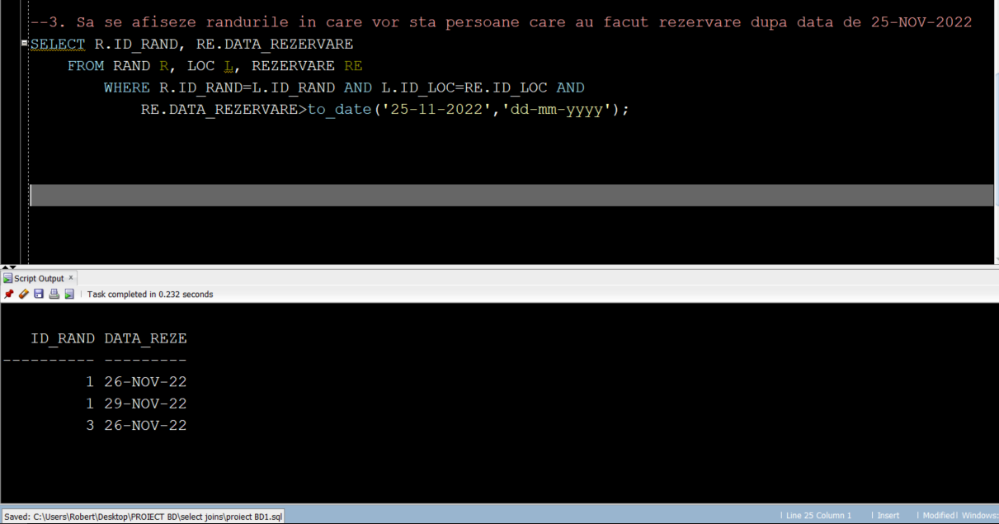 --3. Sa se afiseze randurile in care vor sta persoane care au facut rezervare dupa data de 25-NOV-2022
SELECT R.ID_RAND, RE.DATA_REZERVARE
FROM RAND R, LOC L, REZERVARE RE
WHERE R.ID_RAND=L.ID_RAND AND L.ID_LOC=RE.ID_LOC AND
RE.DATA_REZERVARE>to_date('25-11-2022','dd-mm-yyyy');
Script Output x
Task completed in 0.232 seconds
ID_RAND DATA_REZE
---------- ---------
1 26-NOV-22
1 29-NOV-22
3 26-NOV-22
Saved: C:\Users\Robert\Desktop\PROIECT BD\select joins\proiect BD1.sql | Line 25 Column 1 | Insert | Modified | Windows: